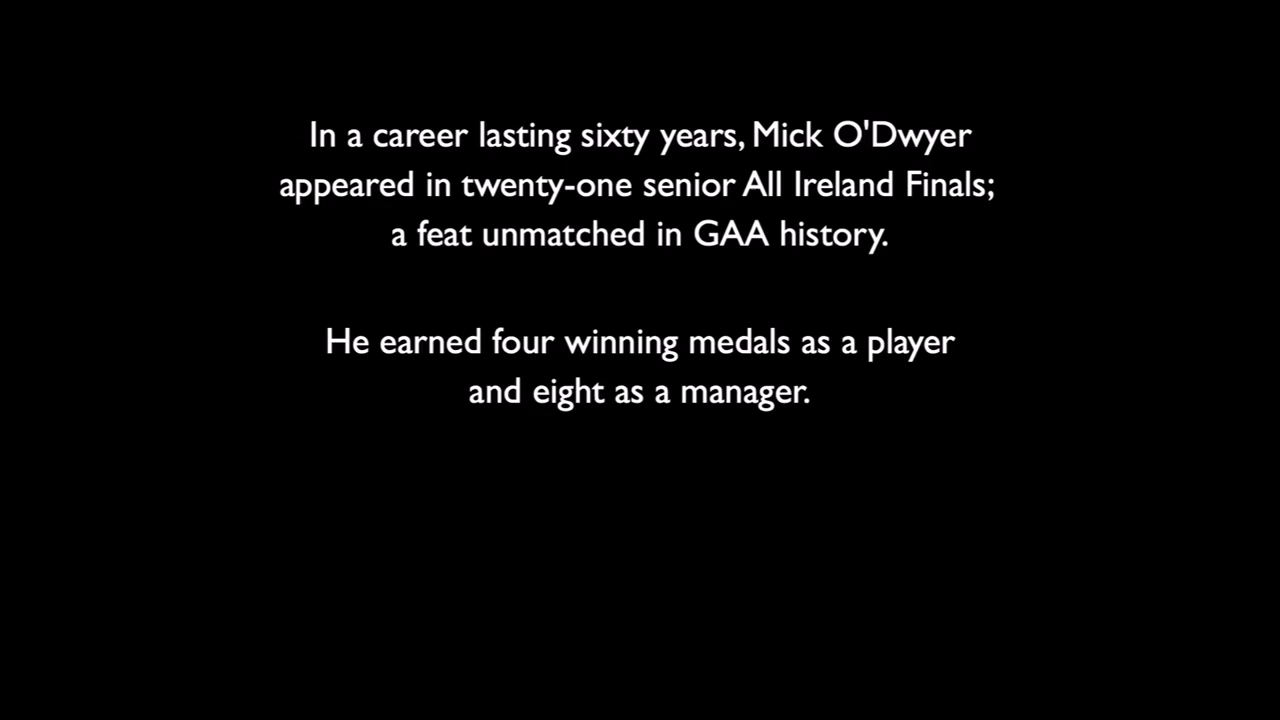 In a career lasting sixty years, Mick O'Dwyer
appeared in twenty-one senior All Ireland Finals;
a feat unmatched in GAA history.
He earned four winning medals as a player
and eight as a manager.